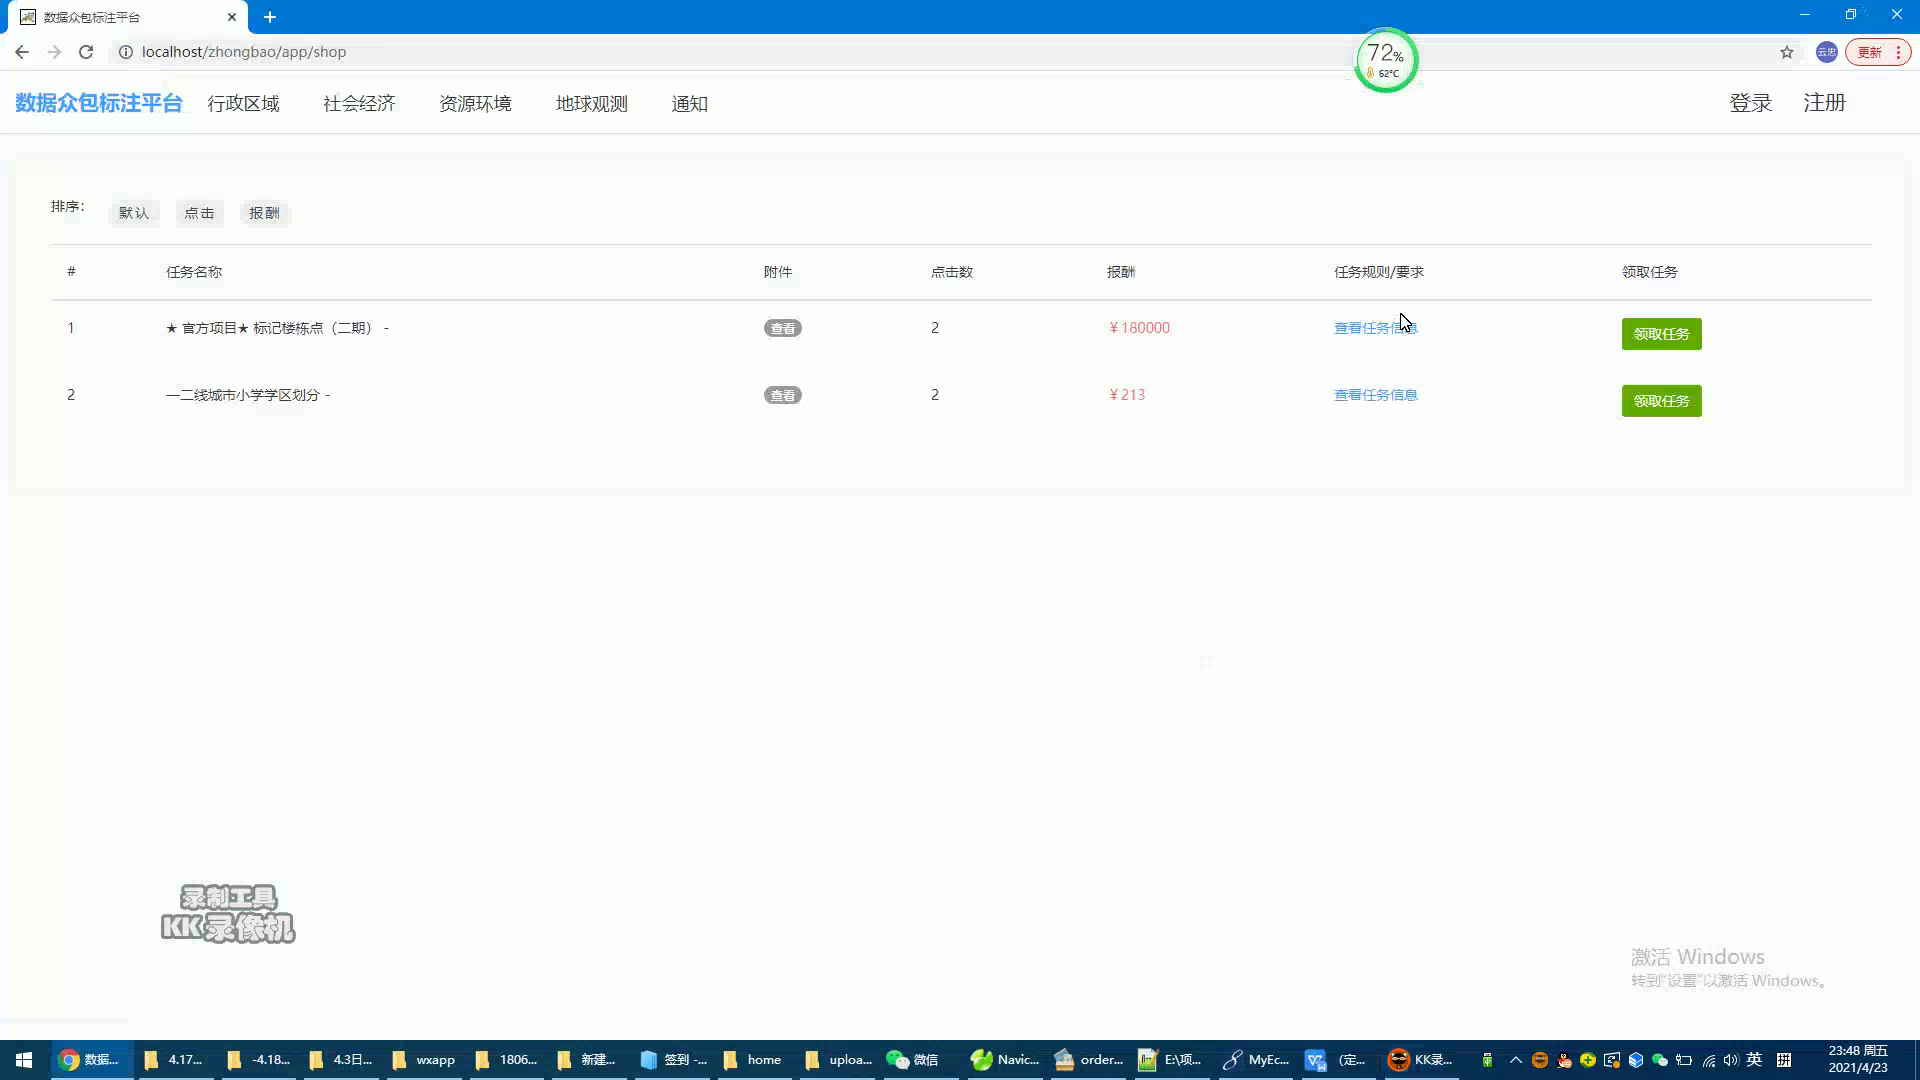 数据众包标注平台
localhost/zhongbao/app/shop
72%
62°C
云忠
更新
数据众包标注平台 行政区域 社会经济 资源环境 地球观测 通知 登录 注册
排序： 默认 点击 报酬
# 任务名称 附件 点击数 报酬 任务规则/要求 领取任务
1 ★ 官方项目★ 标记楼栋点（二期） - 查看 2 ￥180000 查看任务信息 领取任务
2 一二线城市小学学区划分 - 查看 2 ￥213 查看任务信息 领取任务
录制工具
KK录像机
激活 Windows
转到"设置"以激活 Windows。
数据... 4.17... -4.18... 4.3日... wxapp 1806... 新建... 签到 -... home uploa... 微信 Navic... order... E:\项... MyEc... (定... KK录... 英 拼
23:48 周五
2021/4/23